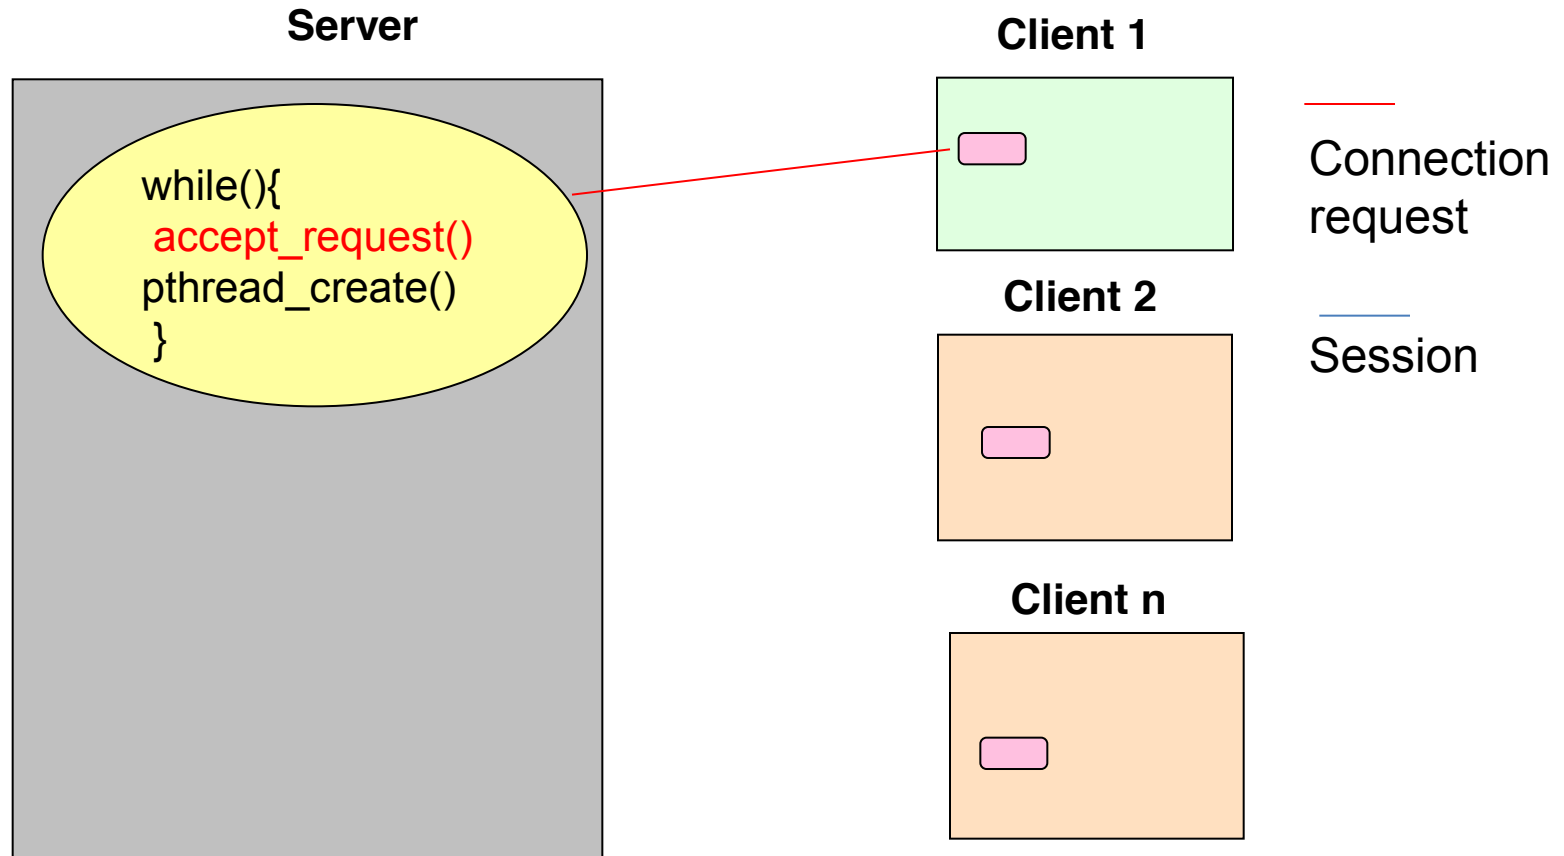 Server
while(){
accept_request()
pthread_create()
}
Client 1
Client 2
Client n
Connection
request
Session